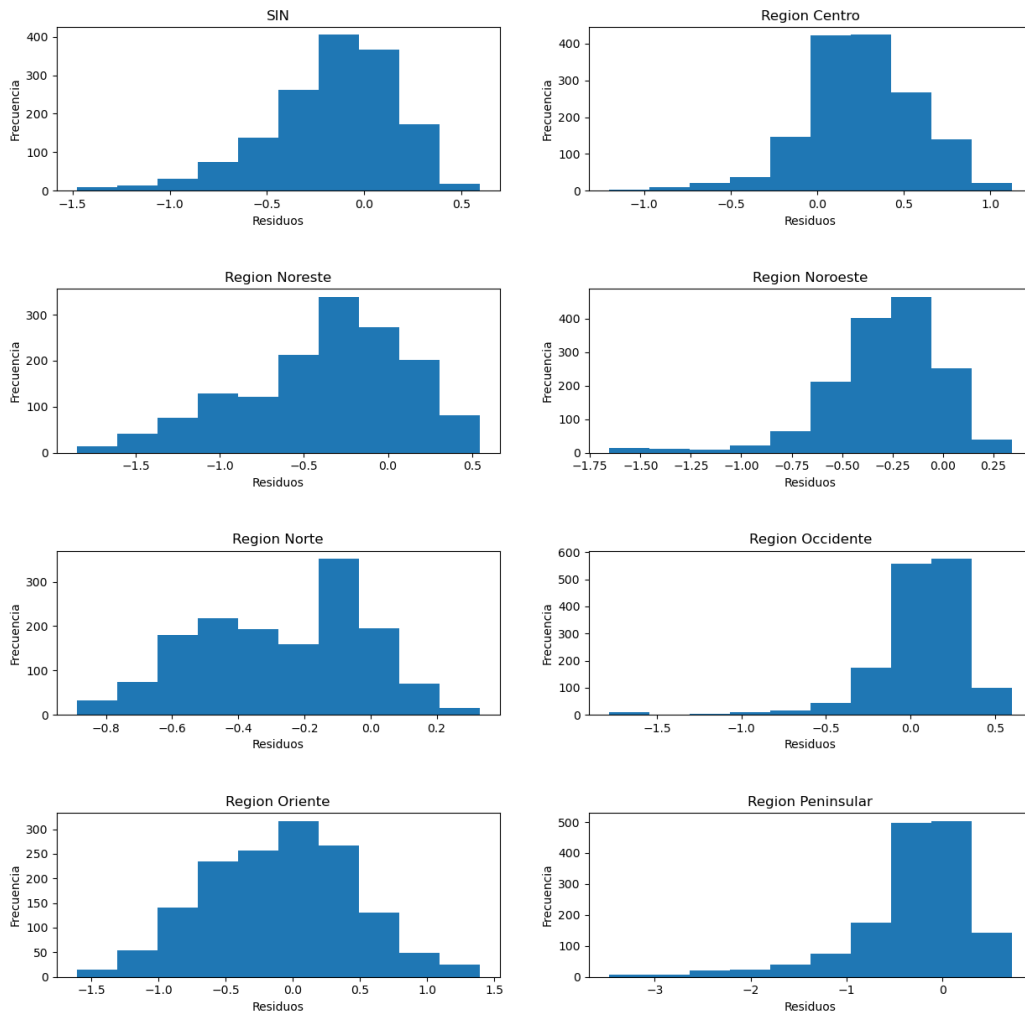 SIN
Frecuencia
400
300
200
100
0
−1.5 −1.0 −0.5 0.0 0.5
Residuos
Region Centro
Frecuencia
400
300
200
100
0
−1.0 −0.5 0.0 0.5 1.0
Residuos
Region Noreste
Frecuencia
300
200
100
0
−1.5 −1.0 −0.5 0.0 0.5
Residuos
Region Noroeste
Frecuencia
400
300
200
100
0
−1.75 −1.50 −1.25 −1.00 −0.75 −0.50 −0.25 0.00 0.25
Residuos
Region Norte
Frecuencia
300
200
100
0
−0.8 −0.6 −0.4 −0.2 0.0 0.2
Residuos
Region Occidente
Frecuencia
600
500
400
300
200
100
0
−1.5 −1.0 −0.5 0.0 0.5
Residuos
Region Oriente
Frecuencia
300
250
200
150
100
50
0
−1.5 −1.0 −0.5 0.0 0.5 1.0 1.5
Residuos
Region Peninsular
Frecuencia
500
400
300
200
100
0
−3 −2 −1 0
Residuos